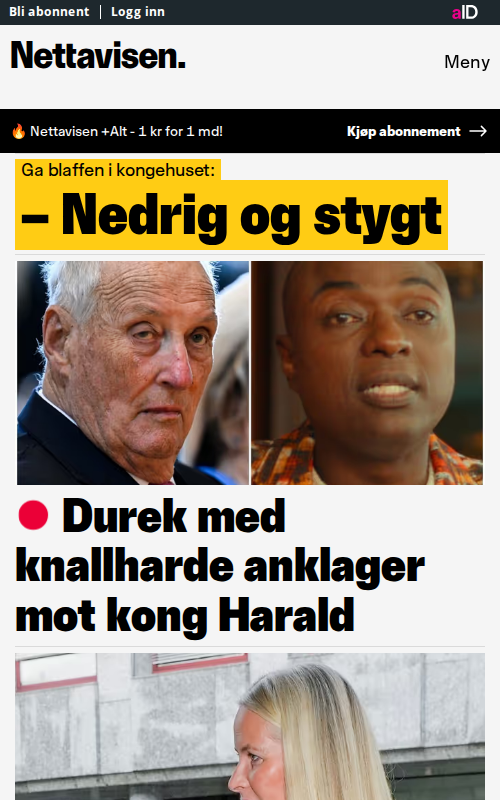 Bli abonnent | Logg inn
aID
Nettavisen.
Meny
Nettavisen +Alt - 1 kr for 1 md!
Kjøp abonnement
Ga blaffen i kongehuset:
– Nedrig og stygt
Durek med
knallharde anklager
mot kong Harald